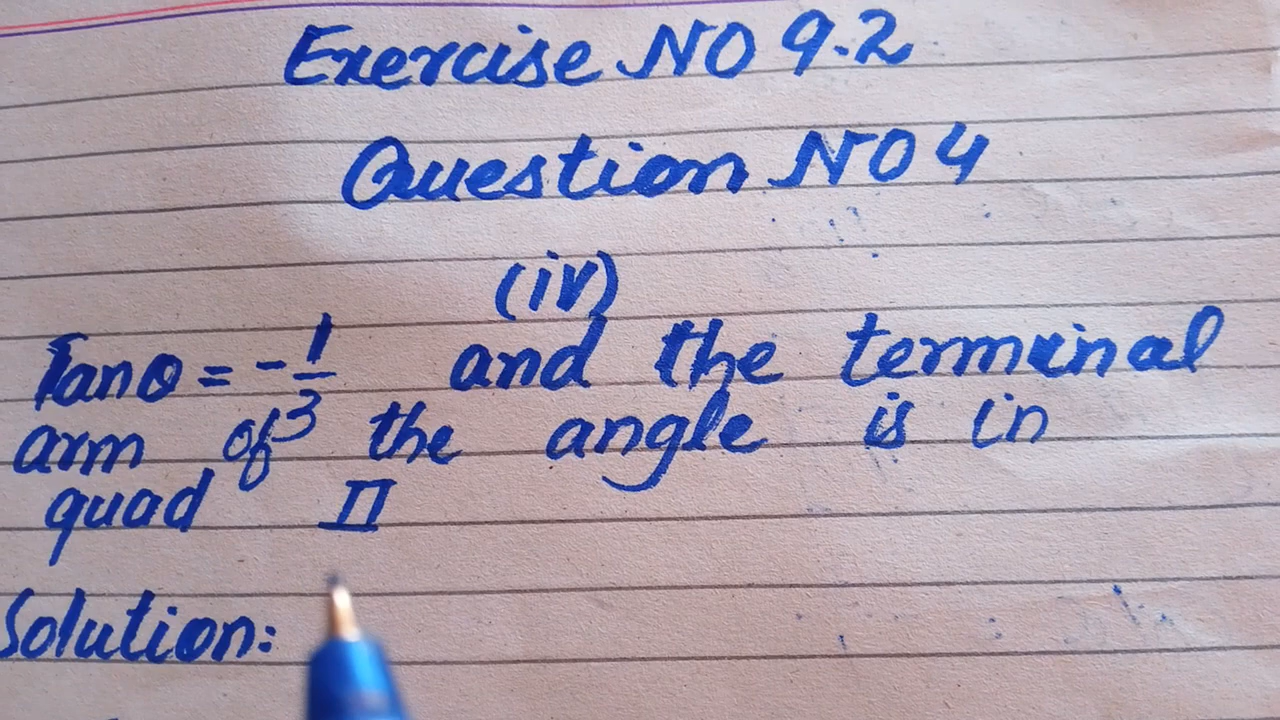 Exercise NO 9.2
Question NO 4
(iv)
Tanθ = -1/3 and the terminal
arm of the angle is in
quad II
Solution: